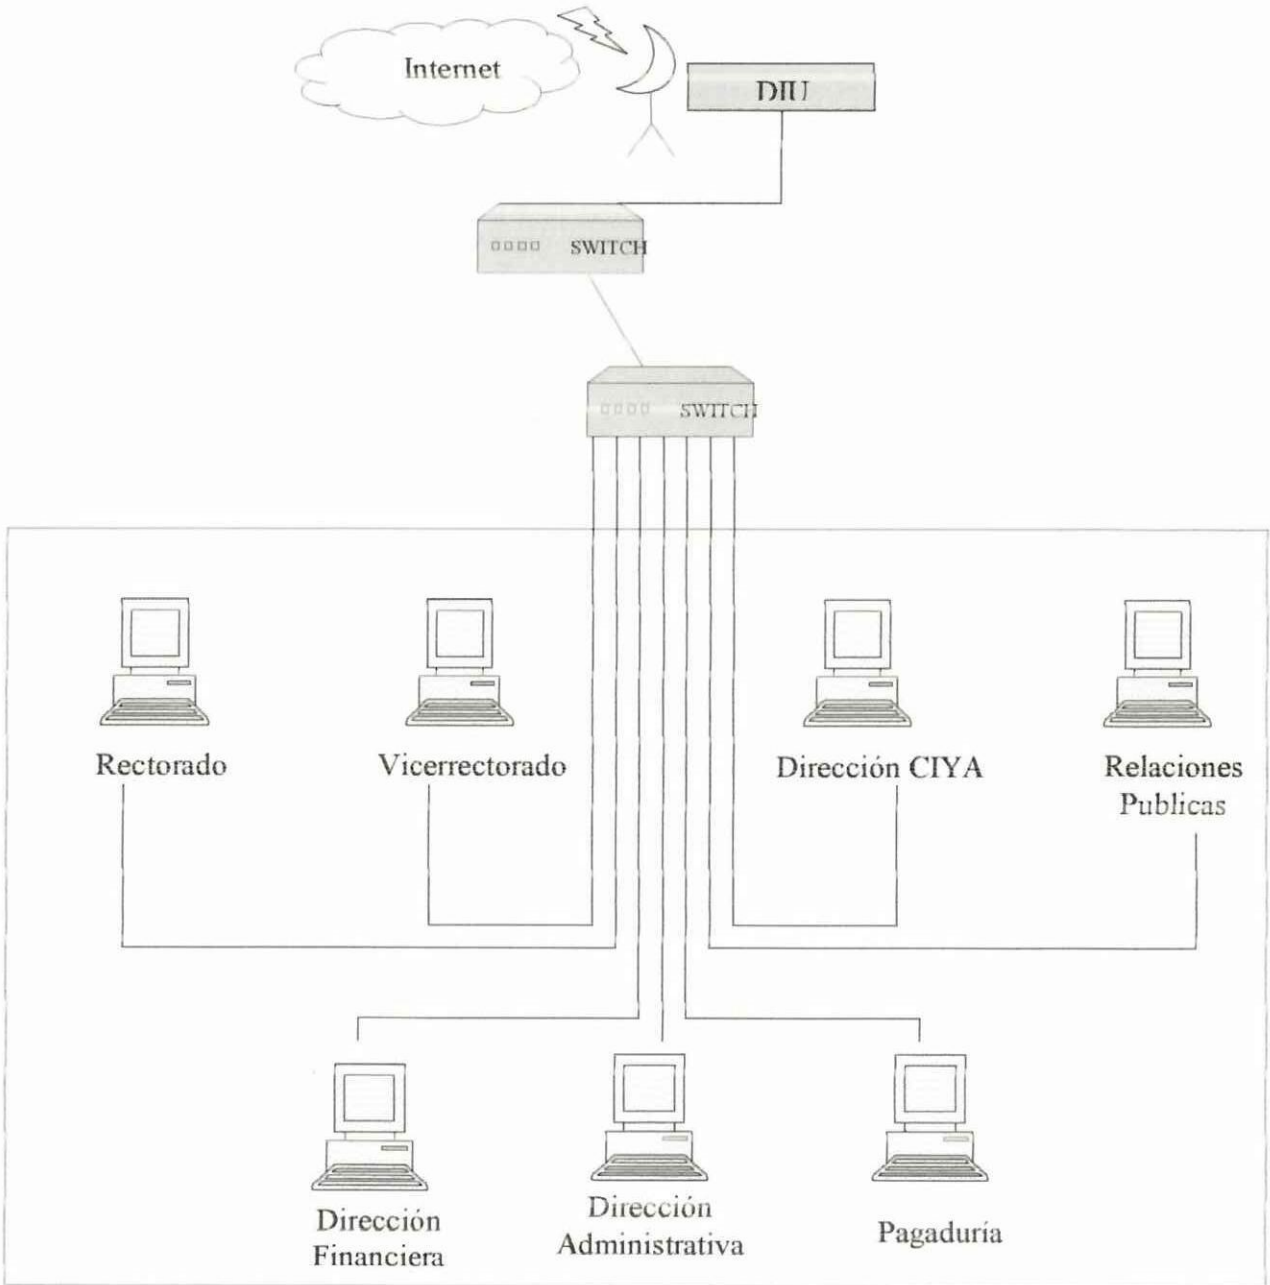 Internet
DIU
SWITCH
SWITCH
Rectorado
Vicerrectorado
Dirección CIYA
Relaciones
Publicas
Dirección
Financiera
Dirección
Administrativa
Pagaduría